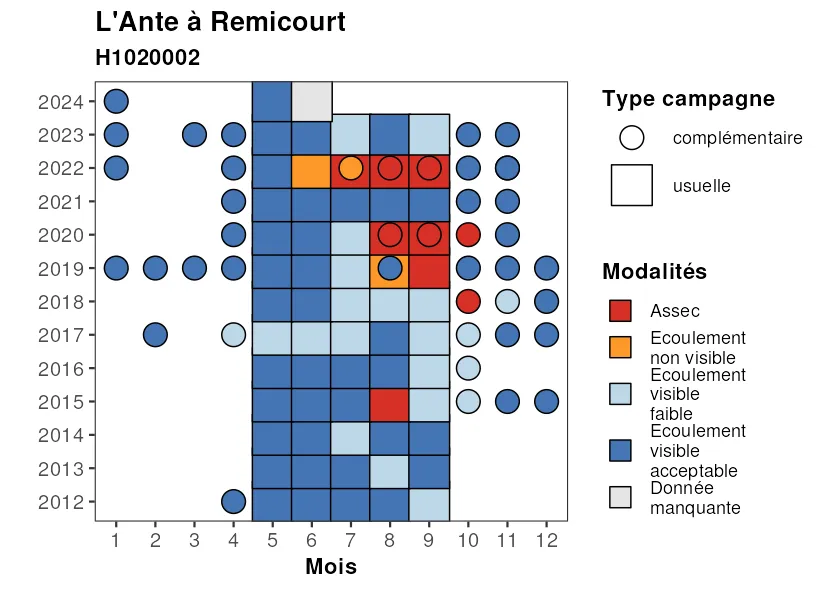 L'Ante à Remicourt
H1020002
2024
2023
2022
2021
2020
2019
2018
2017
2016
2015
2014
2013
2012
1 2 3 4 5 6 7 8 9 10 11 12
Mois
Type campagne
complémentaire
usuelle
Modalités
Assec
Ecoulement
non visible
Ecoulement
visible
faible
Ecoulement
visible
acceptable
Donnée
manquante